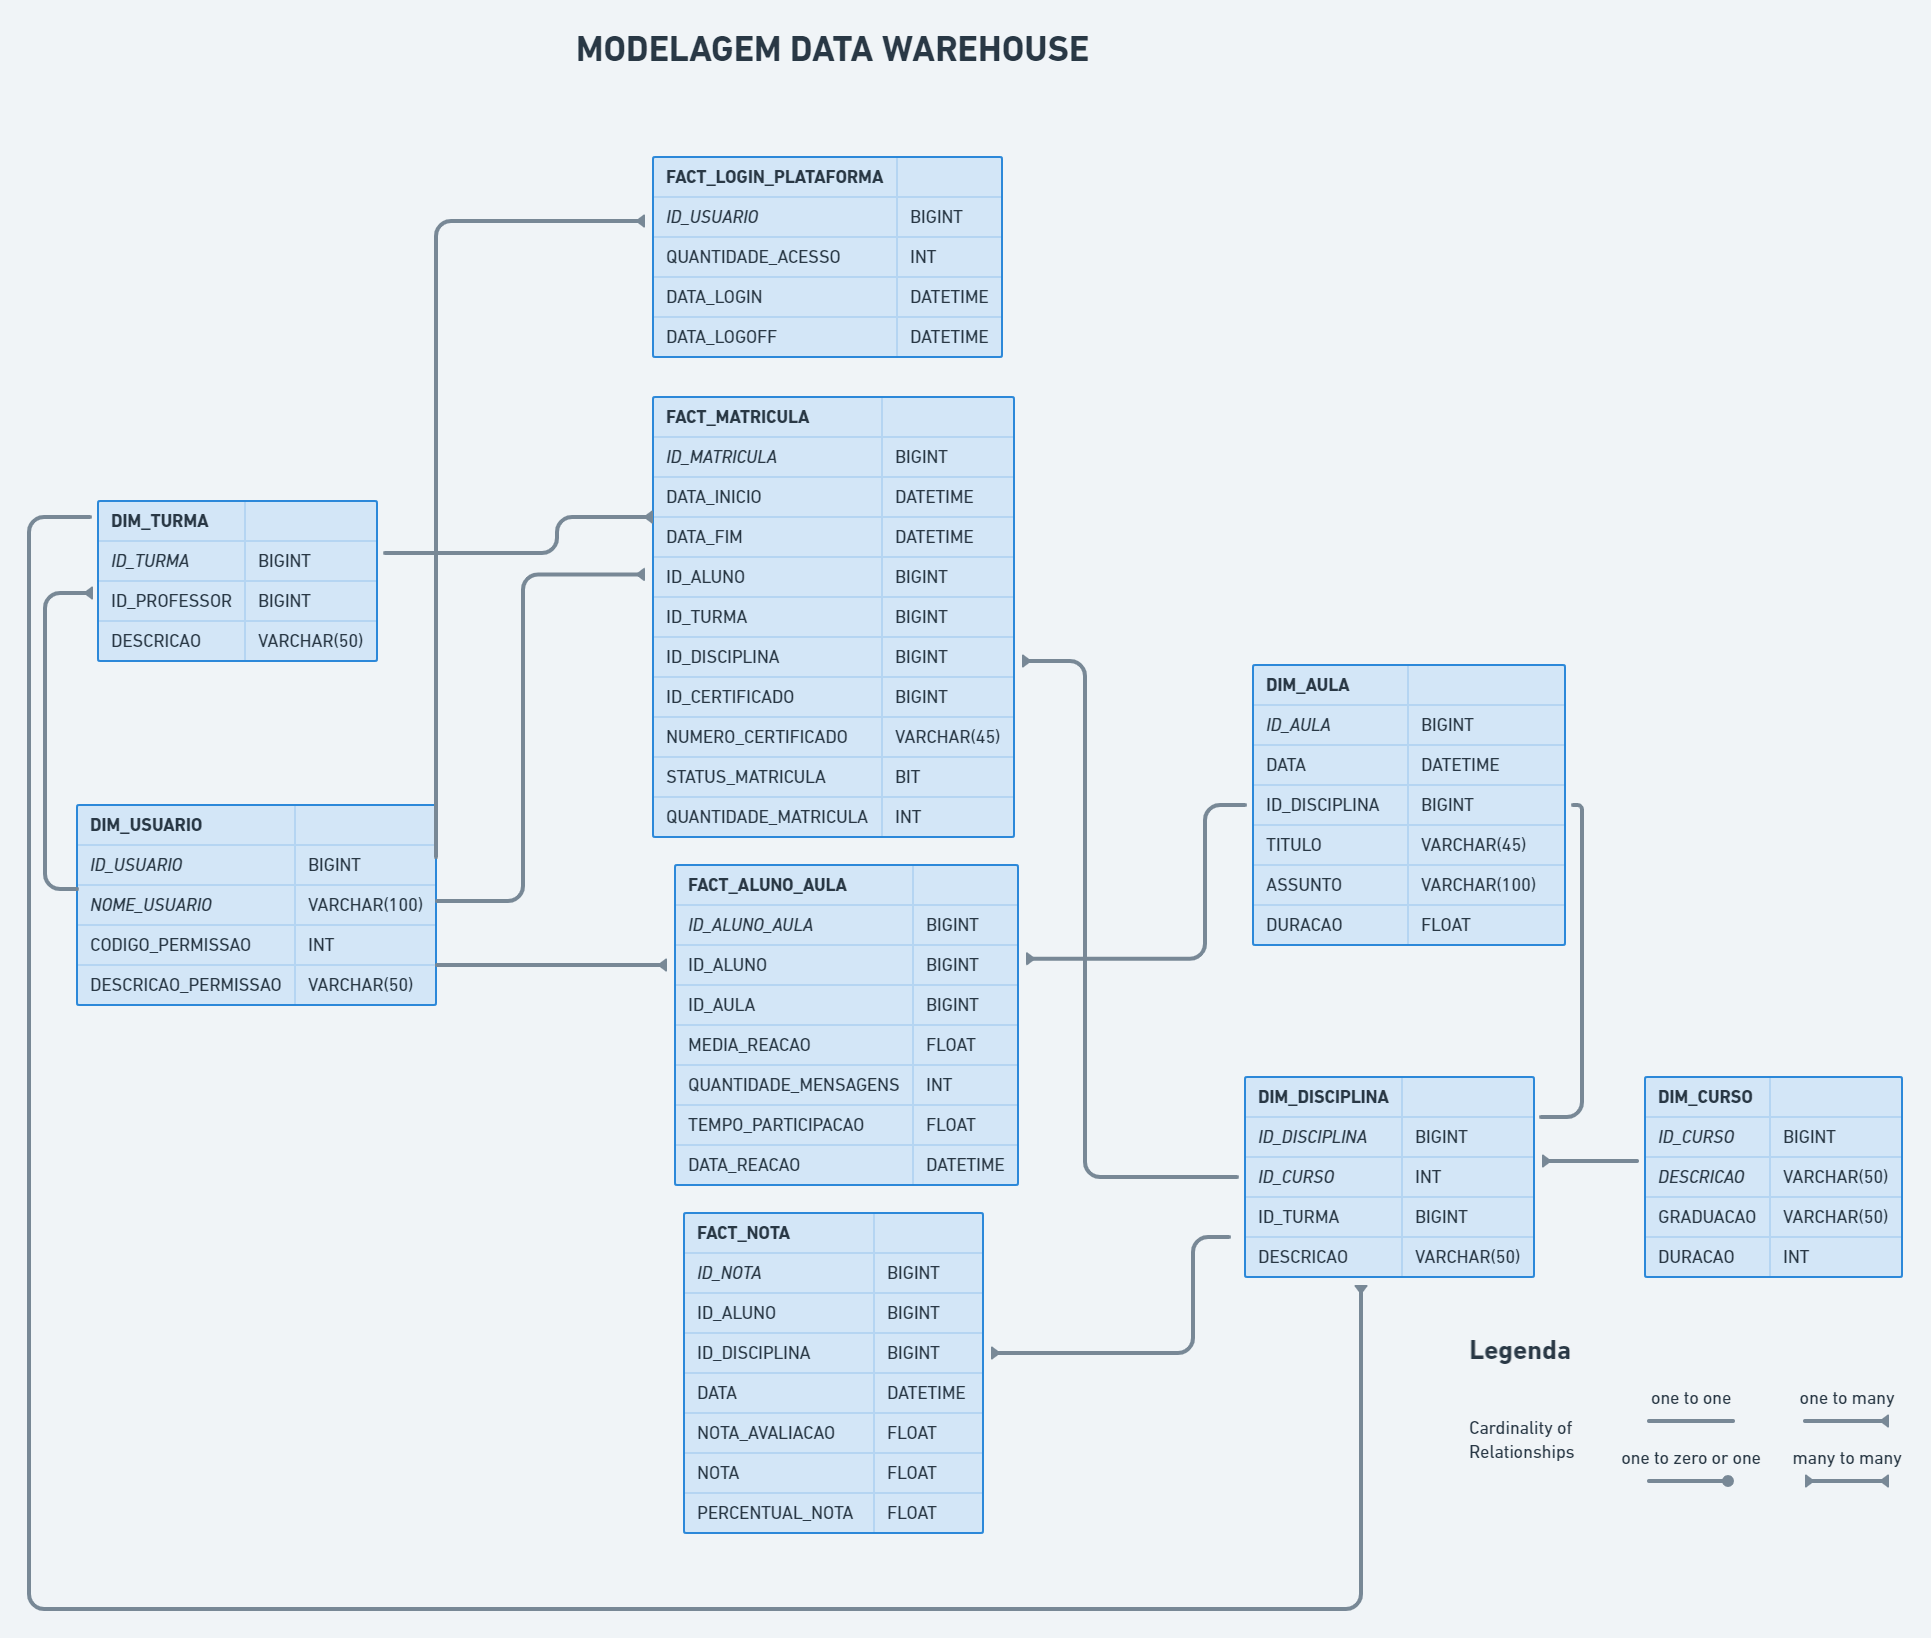 MODELAGEM DATA WAREHOUSE
FACT_LOGIN_PLATAFORMA
ID_USUARIO BIGINT
QUANTIDADE_ACESSO INT
DATA_LOGIN DATETIME
DATA_LOGOFF DATETIME
FACT_MATRICULA
ID_MATRICULA BIGINT
DATA_INICIO DATETIME
DATA_FIM DATETIME
ID_ALUNO BIGINT
ID_TURMA BIGINT
ID_DISCIPLINA BIGINT
ID_CERTIFICADO BIGINT
NUMERO_CERTIFICADO VARCHAR(45)
STATUS_MATRICULA BIT
QUANTIDADE_MATRICULA INT
DIM_TURMA
ID_TURMA BIGINT
ID_PROFESSOR BIGINT
DESCRICAO VARCHAR(50)
DIM_USUARIO
ID_USUARIO BIGINT
NOME_USUARIO VARCHAR(100)
CODIGO_PERMISSAO INT
DESCRICAO_PERMISSAO VARCHAR(50)
FACT_ALUNO_AULA
ID_ALUNO_AULA BIGINT
ID_ALUNO BIGINT
ID_AULA BIGINT
MEDIA_REACAO FLOAT
QUANTIDADE_MENSAGENS INT
TEMPO_PARTICIPACAO FLOAT
DATA_REACAO DATETIME
FACT_NOTA
ID_NOTA BIGINT
ID_ALUNO BIGINT
ID_DISCIPLINA BIGINT
DATA DATETIME
NOTA_AVALIACAO FLOAT
NOTA FLOAT
PERCENTUAL_NOTA FLOAT
DIM_AULA
ID_AULA BIGINT
DATA DATETIME
ID_DISCIPLINA BIGINT
TITULO VARCHAR(45)
ASSUNTO VARCHAR(100)
DURACAO FLOAT
DIM_DISCIPLINA
ID_DISCIPLINA BIGINT
ID_CURSO INT
ID_TURMA BIGINT
DESCRICAO VARCHAR(50)
DIM_CURSO
ID_CURSO BIGINT
DESCRICAO VARCHAR(50)
GRADUACAO VARCHAR(50)
DURACAO INT
Legenda
Cardinality of
Relationships
one to one
one to many
one to zero or one
many to many